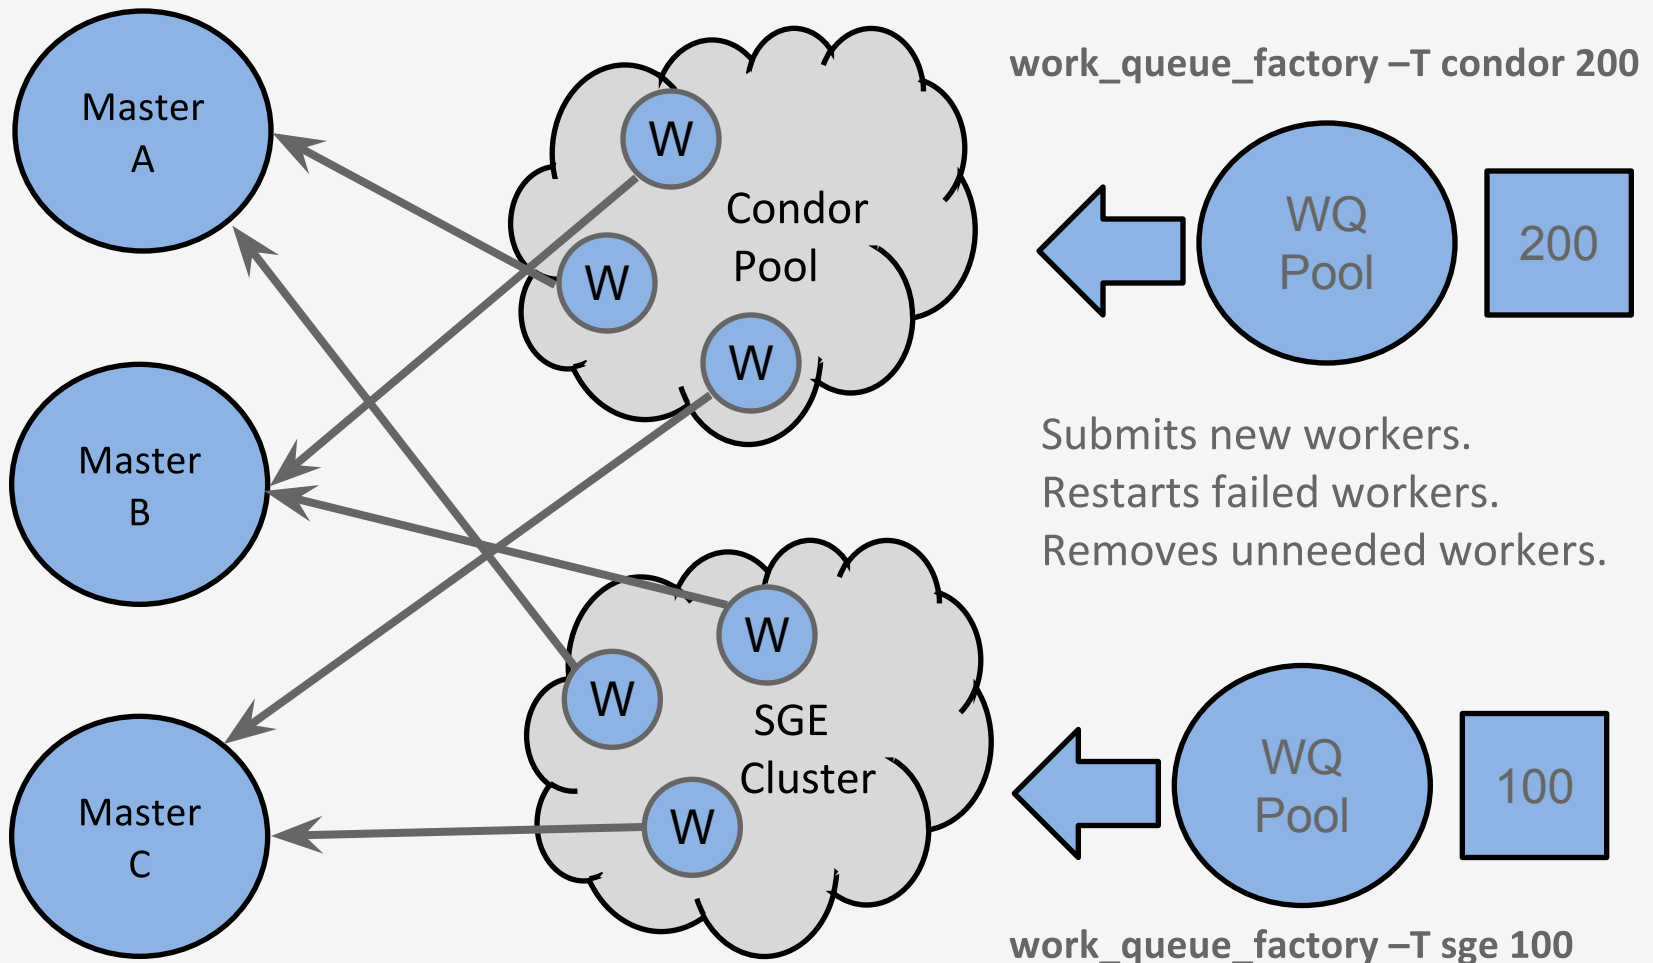 Master
A
Master
B
Master
C
W
W
W
Condor
Pool
W
W
W
SGE
Cluster
work_queue_factory –T condor 200
WQ
Pool
200
Submits new workers.
Restarts failed workers.
Removes unneeded workers.
WQ
Pool
100
work_queue_factory –T sge 100